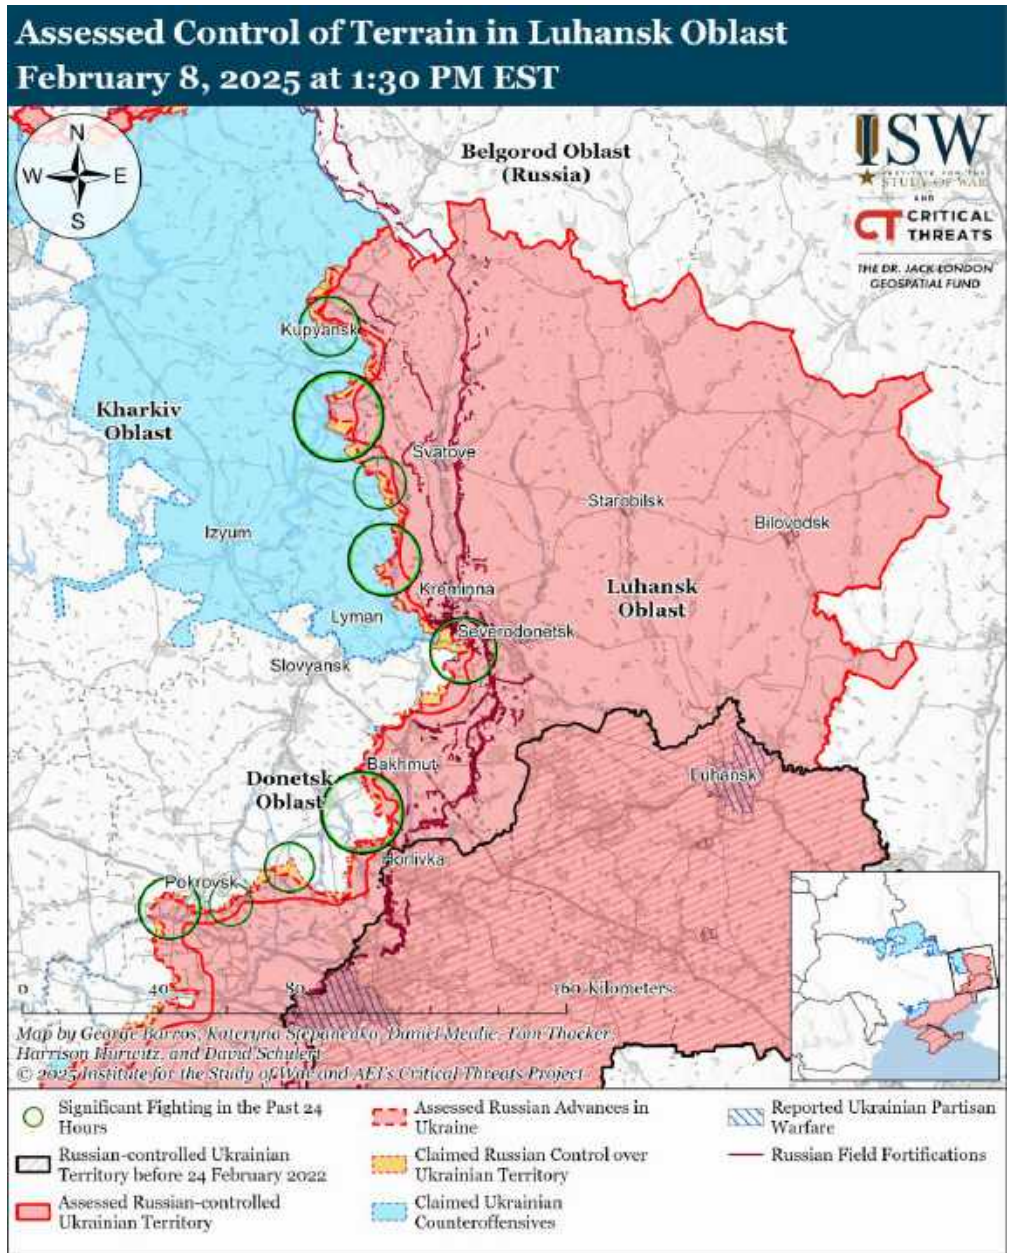 Assessed Control of Terrain in Luhansk Oblast
February 8, 2025 at 1:30 PM EST
N
W
E
S
Belgorod Oblast
(Russia)
ISW
INSTITUTE FOR THE
STUDY OF WAR
AND
CT CRITICAL
THREATS
THE DR. JACK LONDON
GEOSPATIAL FUND
Kupyansk
Kharkiv
Oblast
Svatove
Starobilsk
Bilovodsk
Izyum
Kreminna
Luhansk
Oblast
Lyman
Severodonetsk
Slovyansk
Bakhmut
Donetsk
Oblast
Luhansk
Horlivka
Pokrovsk
0
40
80
160 Kilometers
Map by George Barros, Kateryna Stepanenko, Daniel Mealie, Tom Thacker,
Harrison Hurwitz, and David Schulert
© 2025 Institute for the Study of War and AEI's Critical Threats Project
Significant Fighting in the Past 24
Hours
Russian-controlled Ukrainian
Territory before 24 February 2022
Assessed Russian-controlled
Ukrainian Territory
Assessed Russian Advances in
Ukraine
Claimed Russian Control over
Ukrainian Territory
Claimed Ukrainian
Counteroffensives
Reported Ukrainian Partisan
Warfare
Russian Field Fortifications